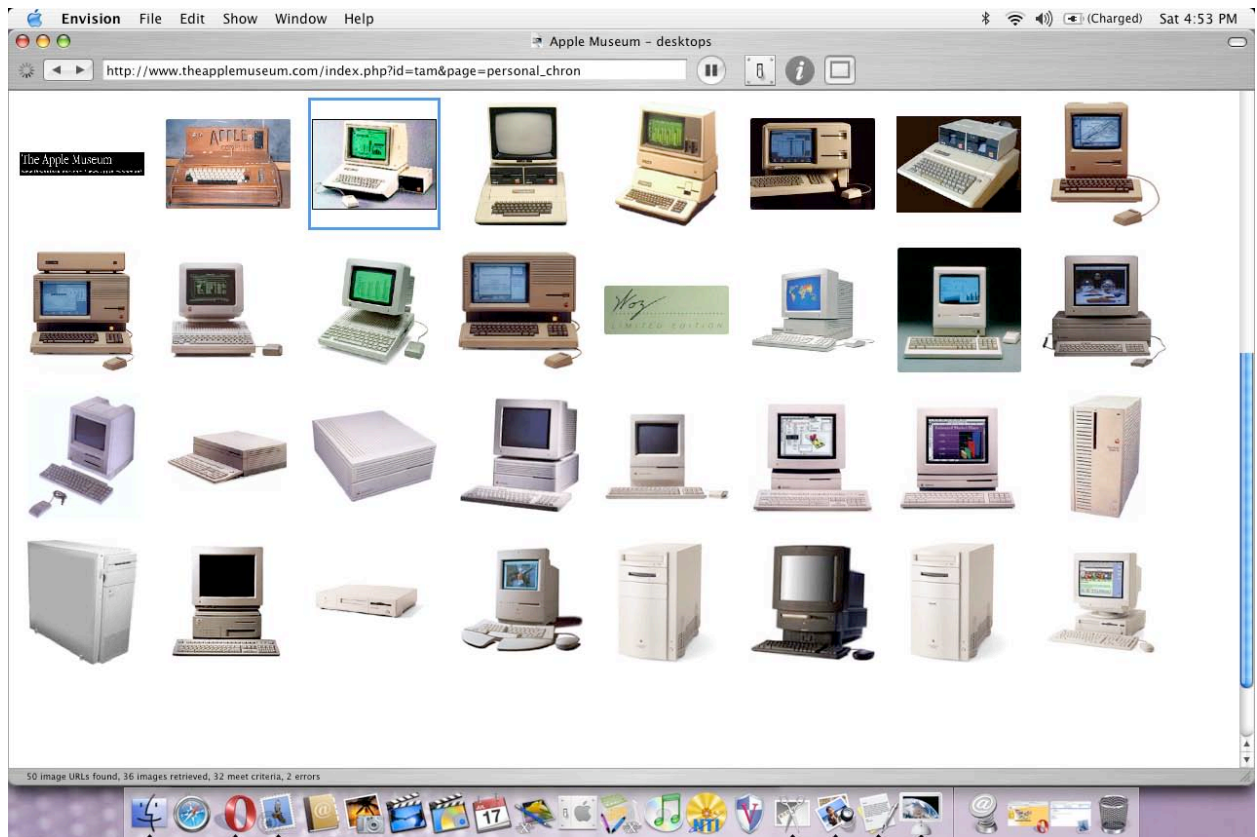 Envision File Edit Show Window Help (Charged) Sat 4:53 PM
Apple Museum – desktops
http://www.theapplemuseum.com/index.php?id=tam&page=personal_chron
The Apple Museum
APPLE
Woz
LIMITED EDITION
50 image URLs found, 36 images retrieved, 32 meet criteria, 2 errors
17